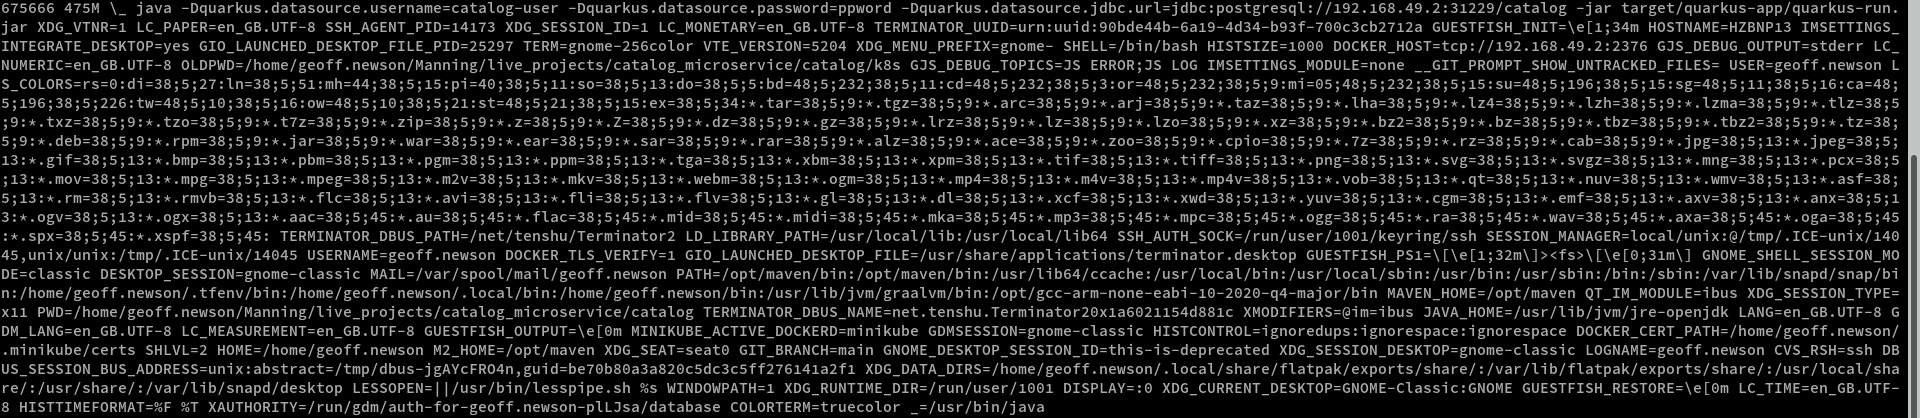 675666 475M \_ java -Dquarkus.datasource.username=catalog-user -Dquarkus.datasource.password=ppword -Dquarkus.datasource.jdbc.url=jdbc:postgresql://192.168.49.2:31229/catalog -jar target/quarkus-app/quarkus-run.
jar XDG_VTNR=1 LC_PAPER=en_GB.UTF-8 SSH_AGENT_PID=14173 XDG_SESSION_ID=1 LC_MONETARY=en_GB.UTF-8 TERMINATOR_UUID=urn:uuid:90bde44b-6a19-4d34-b93f-700c3cb2712a GUESTFISH_INIT=\e[1;34m HOSTNAME=HZBNP13 IMSETTINGS_
INTEGRATE_DESKTOP=yes GIO_LAUNCHED_DESKTOP_FILE_PID=25297 TERM=gnome-256color VTE_VERSION=5204 XDG_MENU_PREFIX=gnome- SHELL=/bin/bash HISTSIZE=1000 DOCKER_HOST=tcp://192.168.49.2:2376 GJS_DEBUG_OUTPUT=stderr LC_
NUMERIC=en_GB.UTF-8 OLDPWD=/home/geoff.newson/Manning/live_projects/catalog_microservice/catalog/k8s GJS_DEBUG_TOPICS=JS ERROR;JS LOG IMSETTINGS_MODULE=none __GIT_PROMPT_SHOW_UNTRACKED_FILES= USER=geoff.newson L
S_COLORS=rs=0:di=38;5;27:ln=38;5;51:mh=44;38;5;15:pi=40;38;5;11:so=38;5;13:do=38;5;5:bd=48;5;232;38;5;11:cd=48;5;232;38;5;3:or=48;5;232;38;5;9:mi=05;48;5;232;38;5;15:su=48;5;196;38;5;15:sg=48;5;11;38;5;16:ca=48;
5;196;38;5;226:tw=48;5;10;38;5;16:ow=48;5;10;38;5;21:st=48;5;21;38;5;15:ex=38;5;34:*.tar=38;5;9:*.tgz=38;5;9:*.arc=38;5;9:*.arj=38;5;9:*.taz=38;5;9:*.lha=38;5;9:*.lz4=38;5;9:*.lzh=38;5;9:*.lzma=38;5;9:*.tlz=38;5
;9:*.txz=38;5;9:*.tzo=38;5;9:*.t7z=38;5;9:*.zip=38;5;9:*.z=38;5;9:*.Z=38;5;9:*.dz=38;5;9:*.gz=38;5;9:*.lrz=38;5;9:*.lz=38;5;9:*.lzo=38;5;9:*.xz=38;5;9:*.bz2=38;5;9:*.bz=38;5;9:*.tbz=38;5;9:*.tbz2=38;5;9:*.tz=38;
5;9:*.deb=38;5;9:*.rpm=38;5;9:*.jar=38;5;9:*.war=38;5;9:*.ear=38;5;9:*.sar=38;5;9:*.rar=38;5;9:*.alz=38;5;9:*.ace=38;5;9:*.zoo=38;5;9:*.cpio=38;5;9:*.7z=38;5;9:*.rz=38;5;9:*.cab=38;5;9:*.jpg=38;5;13:*.jpeg=38;5;
13:*.gif=38;5;13:*.bmp=38;5;13:*.pbm=38;5;13:*.pgm=38;5;13:*.ppm=38;5;13:*.tga=38;5;13:*.xbm=38;5;13:*.xpm=38;5;13:*.tif=38;5;13:*.tiff=38;5;13:*.png=38;5;13:*.svg=38;5;13:*.svgz=38;5;13:*.mng=38;5;13:*.pcx=38;5
;13:*.mov=38;5;13:*.mpg=38;5;13:*.mpeg=38;5;13:*.m2v=38;5;13:*.mkv=38;5;13:*.webm=38;5;13:*.ogm=38;5;13:*.mp4=38;5;13:*.m4v=38;5;13:*.mp4v=38;5;13:*.vob=38;5;13:*.qt=38;5;13:*.nuv=38;5;13:*.wmv=38;5;13:*.asf=38;
5;13:*.rm=38;5;13:*.rmvb=38;5;13:*.flc=38;5;13:*.avi=38;5;13:*.fli=38;5;13:*.flv=38;5;13:*.gl=38;5;13:*.dl=38;5;13:*.xcf=38;5;13:*.xwd=38;5;13:*.yuv=38;5;13:*.cgm=38;5;13:*.emf=38;5;13:*.axv=38;5;13:*.anx=38;5;1
3:*.ogv=38;5;13:*.ogx=38;5;13:*.aac=38;5;45:*.au=38;5;45:*.flac=38;5;45:*.mid=38;5;45:*.midi=38;5;45:*.mka=38;5;45:*.mp3=38;5;45:*.mpc=38;5;45:*.ogg=38;5;45:*.ra=38;5;45:*.wav=38;5;45:*.axa=38;5;45:*.oga=38;5;45
:*.spx=38;5;45:*.xspf=38;5;45: TERMINATOR_DBUS_PATH=/net/tenshu/Terminator2 LD_LIBRARY_PATH=/usr/local/lib:/usr/local/lib64 SSH_AUTH_SOCK=/run/user/1001/keyring/ssh SESSION_MANAGER=local/unix:@/tmp/.ICE-unix/140
45,unix/unix:/tmp/.ICE-unix/14045 USERNAME=geoff.newson DOCKER_TLS_VERIFY=1 GIO_LAUNCHED_DESKTOP_FILE=/usr/share/applications/terminator.desktop GUESTFISH_PS1=\[\e[1;32m\]><fs>\[\e[0;31m\] GNOME_SHELL_SESSION_MO
DE=classic DESKTOP_SESSION=gnome-classic MAIL=/var/spool/mail/geoff.newson PATH=/opt/maven/bin:/opt/maven/bin:/usr/lib64/ccache:/usr/local/bin:/usr/local/sbin:/usr/bin:/usr/sbin:/bin:/sbin:/var/lib/snapd/snap/bi
n:/home/geoff.newson/.tfenv/bin:/home/geoff.newson/.local/bin:/home/geoff.newson/bin:/usr/lib/jvm/graalvm/bin:/opt/gcc-arm-none-eabi-10-2020-q4-major/bin MAVEN_HOME=/opt/maven QT_IM_MODULE=ibus XDG_SESSION_TYPE=
x11 PWD=/home/geoff.newson/Manning/live_projects/catalog_microservice/catalog TERMINATOR_DBUS_NAME=net.tenshu.Terminator20x1a6021154d881c XMODIFIERS=@im=ibus JAVA_HOME=/usr/lib/jvm/jre-openjdk LANG=en_GB.UTF-8 G
DM_LANG=en_GB.UTF-8 LC_MEASUREMENT=en_GB.UTF-8 GUESTFISH_OUTPUT=\e[0m MINIKUBE_ACTIVE_DOCKERD=minikube GDMSESSION=gnome-classic HISTCONTROL=ignoredups:ignorespace:ignorespace DOCKER_CERT_PATH=/home/geoff.newson/
.minikube/certs SHLVL=2 HOME=/home/geoff.newson M2_HOME=/opt/maven XDG_SEAT=seat0 GIT_BRANCH=main GNOME_DESKTOP_SESSION_ID=this-is-deprecated XDG_SESSION_DESKTOP=gnome-classic LOGNAME=geoff.newson CVS_RSH=ssh DB
US_SESSION_BUS_ADDRESS=unix:abstract=/tmp/dbus-jgAYcFRO4n,guid=be70b80a3a820c5dc3c5ff276141a2f1 XDG_DATA_DIRS=/home/geoff.newson/.local/share/flatpak/exports/share/:/var/lib/flatpak/exports/share/:/usr/local/sha
re/:/usr/share/:/var/lib/snapd/desktop LESSOPEN=||/usr/bin/lesspipe.sh %s WINDOWPATH=1 XDG_RUNTIME_DIR=/run/user/1001 DISPLAY=:0 XDG_CURRENT_DESKTOP=GNOME-Classic:GNOME GUESTFISH_RESTORE=\e[0m LC_TIME=en_GB.UTF-
8 HISTTIMEFORMAT=%F %T XAUTHORITY=/run/gdm/auth-for-geoff.newson-plLJsa/database COLORTERM=truecolor _=/usr/bin/java